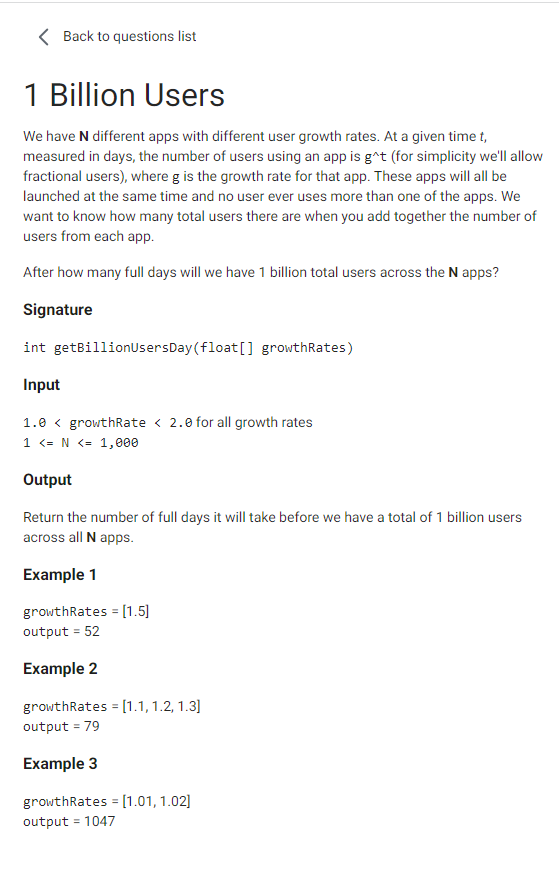 Back to questions list
1 Billion Users
We have N different apps with different user growth rates. At a given time t,
measured in days, the number of users using an app is g^t (for simplicity we'll allow
fractional users), where g is the growth rate for that app. These apps will all be
launched at the same time and no user ever uses more than one of the apps. We
want to know how many total users there are when you add together the number of
users from each app.
After how many full days will we have 1 billion total users across the N apps?
Signature
int getBillionUsersDay(float[] growthRates)
Input
1.0 < growthRate < 2.0 for all growth rates
1 <= N <= 1,000
Output
Return the number of full days it will take before we have a total of 1 billion users
across all N apps.
Example 1
growthRates = [1.5]
output = 52
Example 2
growthRates = [1.1, 1.2, 1.3]
output = 79
Example 3
growthRates = [1.01, 1.02]
output = 1047